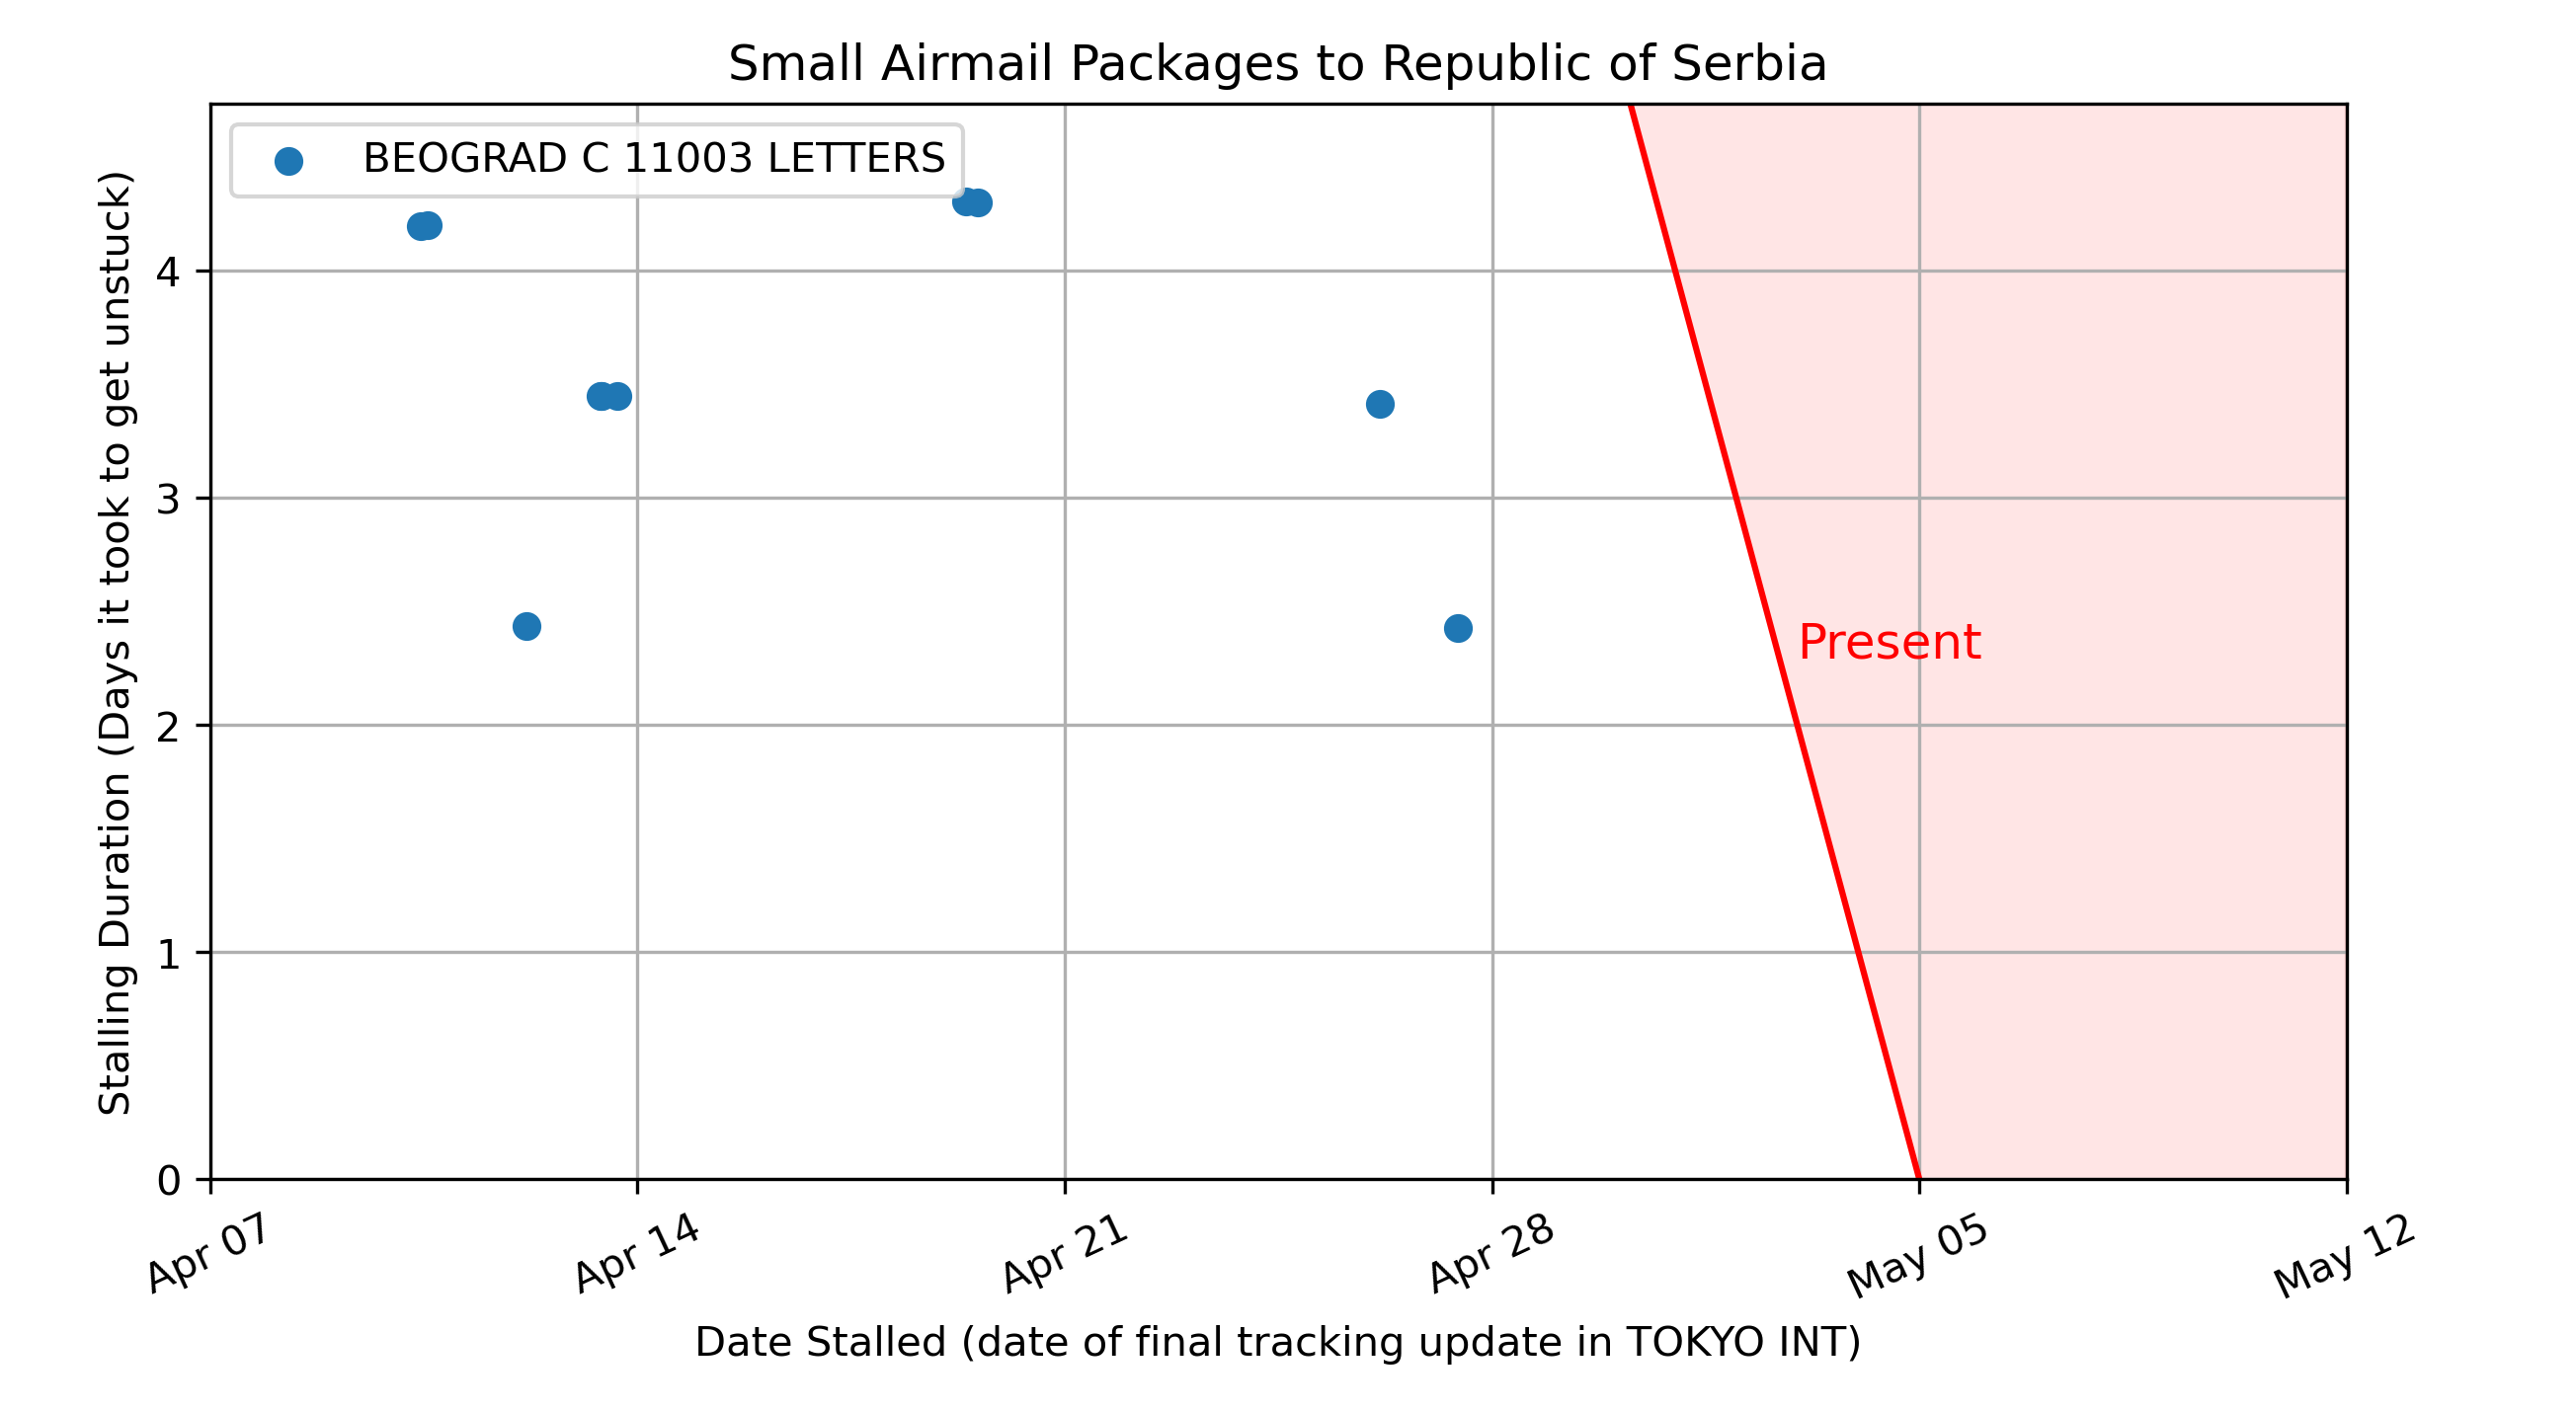 Small Airmail Packages to Republic of Serbia
BEOGRAD C 11003 LETTERS
Stalling Duration (Days it took to get unstuck)
4
3
2
1
0
Present
Apr 07
Apr 14
Apr 21
Apr 28
May 05
May 12
Date Stalled (date of final tracking update in TOKYO INT)